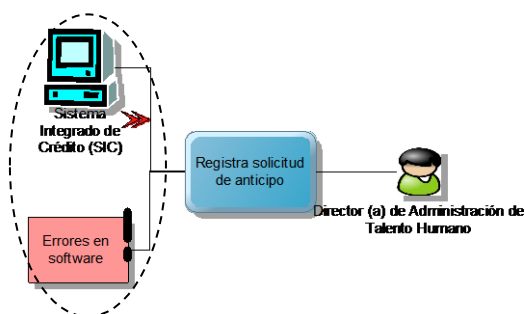 Sistema
Integrado de
Crédito (SIC)
Registra solicitud
de anticipo
Director (a) de Administración de
Talento Humano
Errores en
software